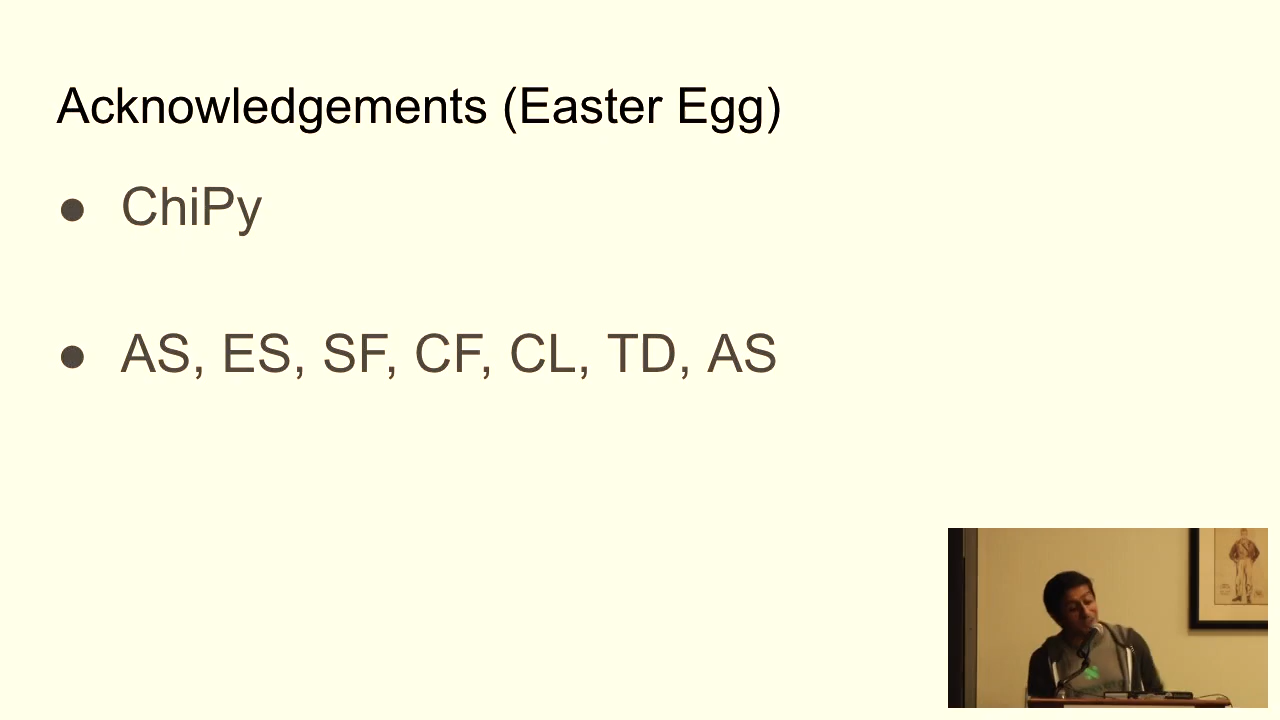 Acknowledgements (Easter Egg)
● ChiPy
● AS, ES, SF, CF, CL, TD, AS